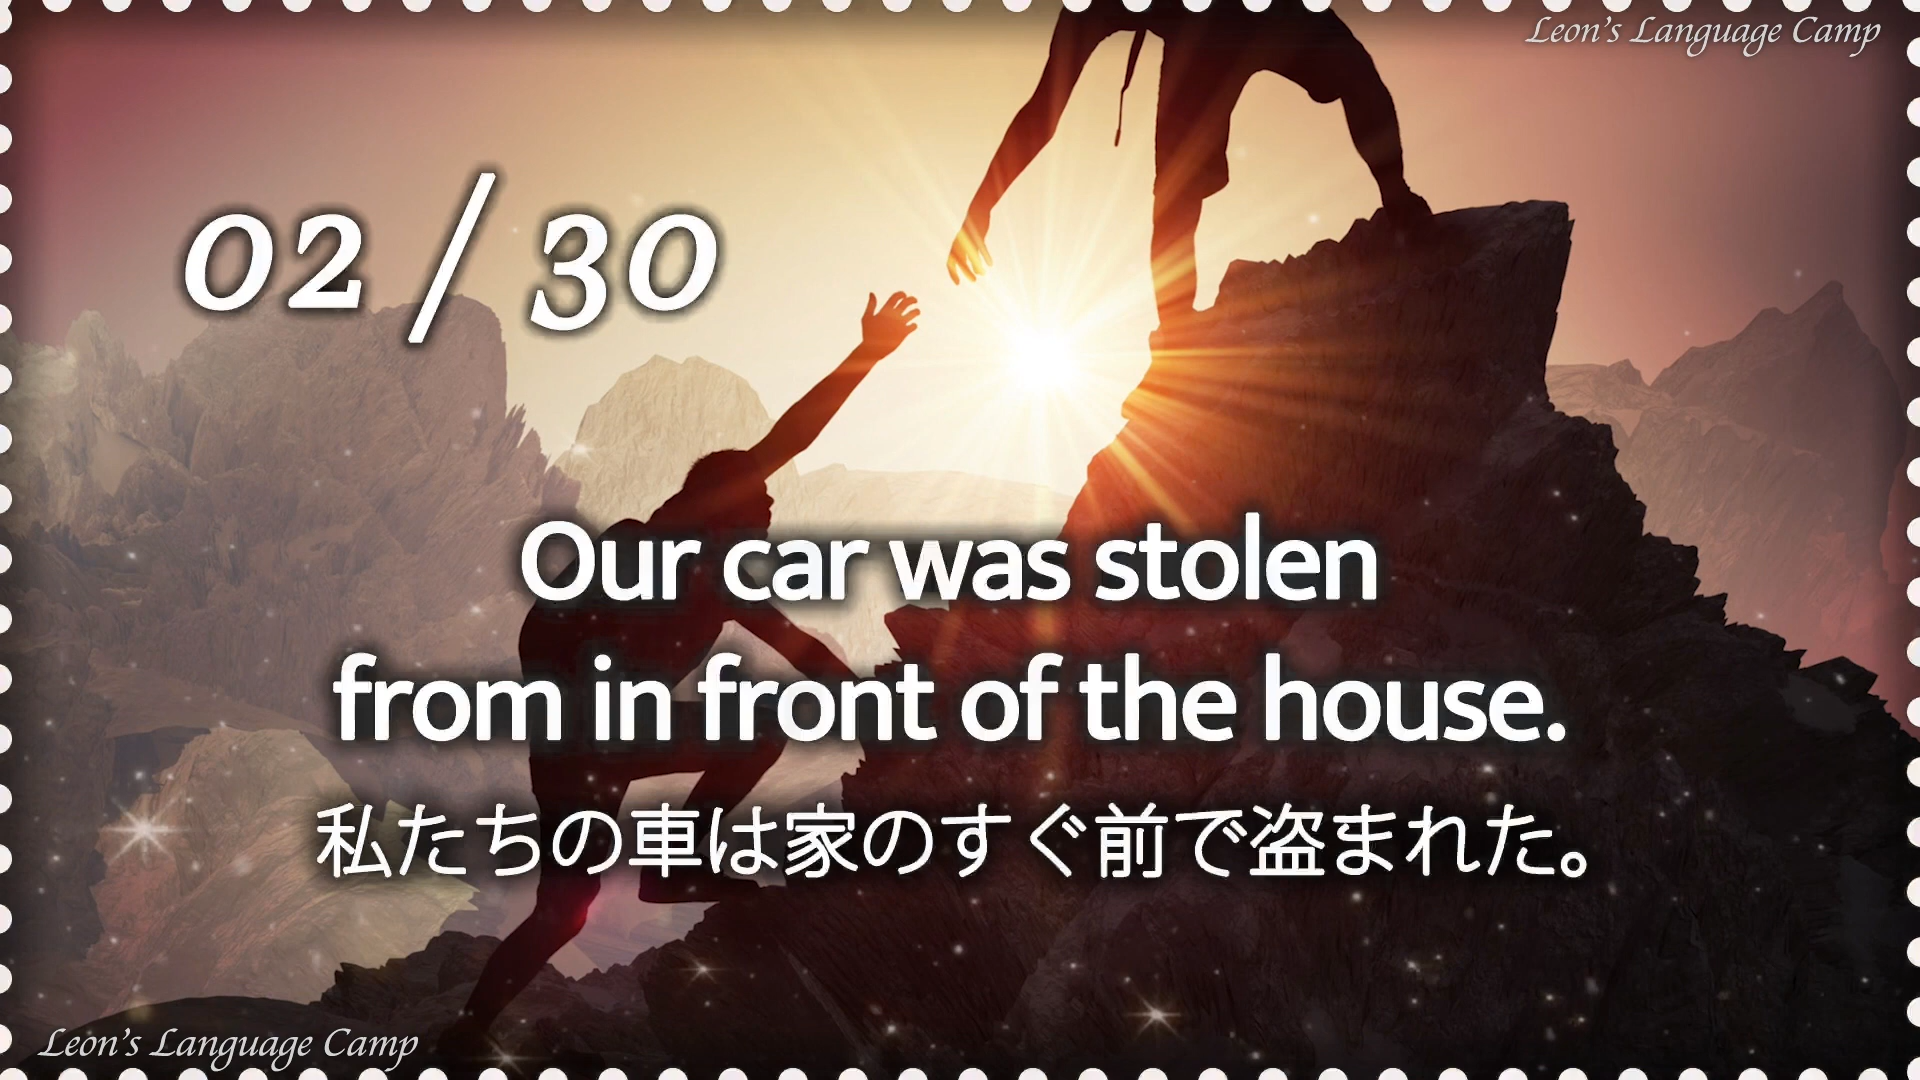 Leon's Language Camp
02 / 30
Our car was stolen
from in front of the house.
私たちの車は家のすぐ前で盗まれた。
Leon's Language Camp